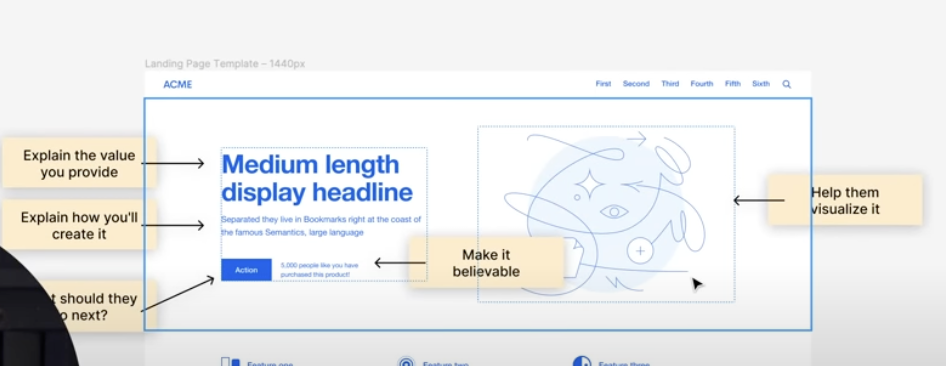 Landing Page Template – 1440px
ACME
First Second Third Fourth Fifth Sixth
Explain the value
you provide
Medium length
display headline
Help them
visualize it
Explain how you'll
create it
Separated they live in Bookmarks right at the coast of
the famous Semantics, large language
Make it
believable
Action
5,000 people like you have
purchased this product!
should they
next?
Feature one Feature two Feature three